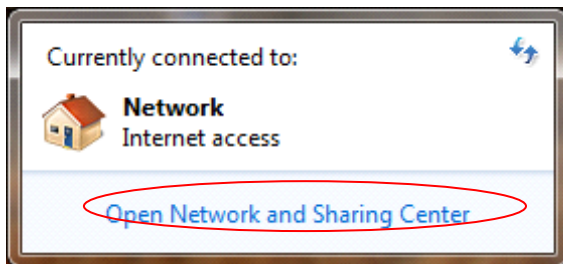 Currently connected to:
Network
Internet access
Open Network and Sharing Center